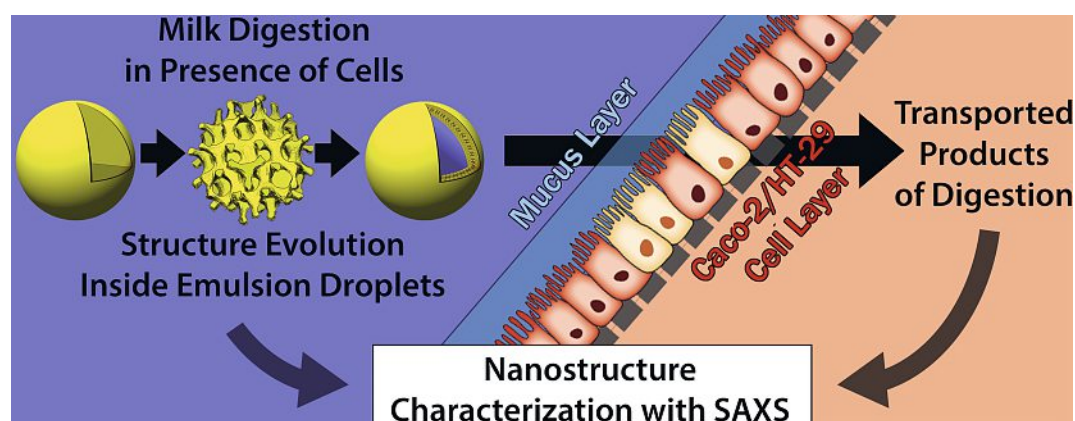 Milk Digestion
in Presence of Cells
Structure Evolution
Inside Emulsion Droplets
Mucus Layer
Caco-2/HT-29
Cell Layer
Transported
Products
of Digestion
Nanostructure
Characterization with SAXS